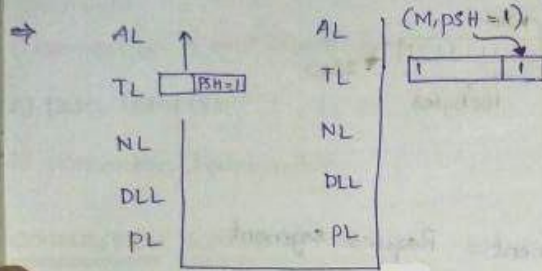 ⇒ AL AL (M, PSH = 1)
TL PSH=1 TL 1 1
NL NL
DLL DLL
PL PL